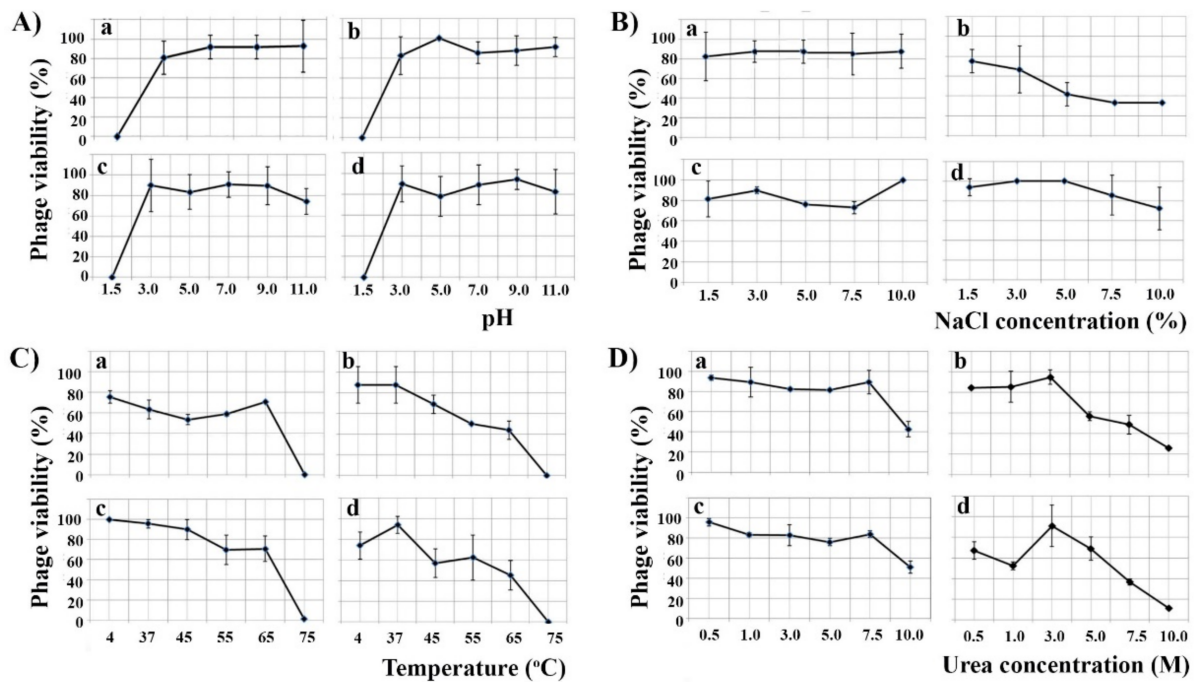 A)
a
b
100
80
60
40
20
0
c
d
100
80
60
40
20
0
1.5 3.0 5.0 7.0 9.0 11.0
1.5 3.0 5.0 7.0 9.0 11.0
Phage viability (%)
pH
B)
a
b
100
80
60
40
20
0
c
d
100
80
60
40
20
0
1.5 3.0 5.0 7.5 10.0
1.5 3.0 5.0 7.5 10.0
Phage viability (%)
NaCl concentration (%)
C)
a
b
100
80
60
40
20
0
c
d
100
80
60
40
20
0
4 37 45 55 65 75
4 37 45 55 65 75
Phage viability (%)
Temperature (°C)
D)
a
b
100
80
60
40
20
0
c
d
100
80
60
40
20
0
0.5 1.0 3.0 5.0 7.5 10.0
0.5 1.0 3.0 5.0 7.5 10.0
Phage viability (%)
Urea concentration (M)